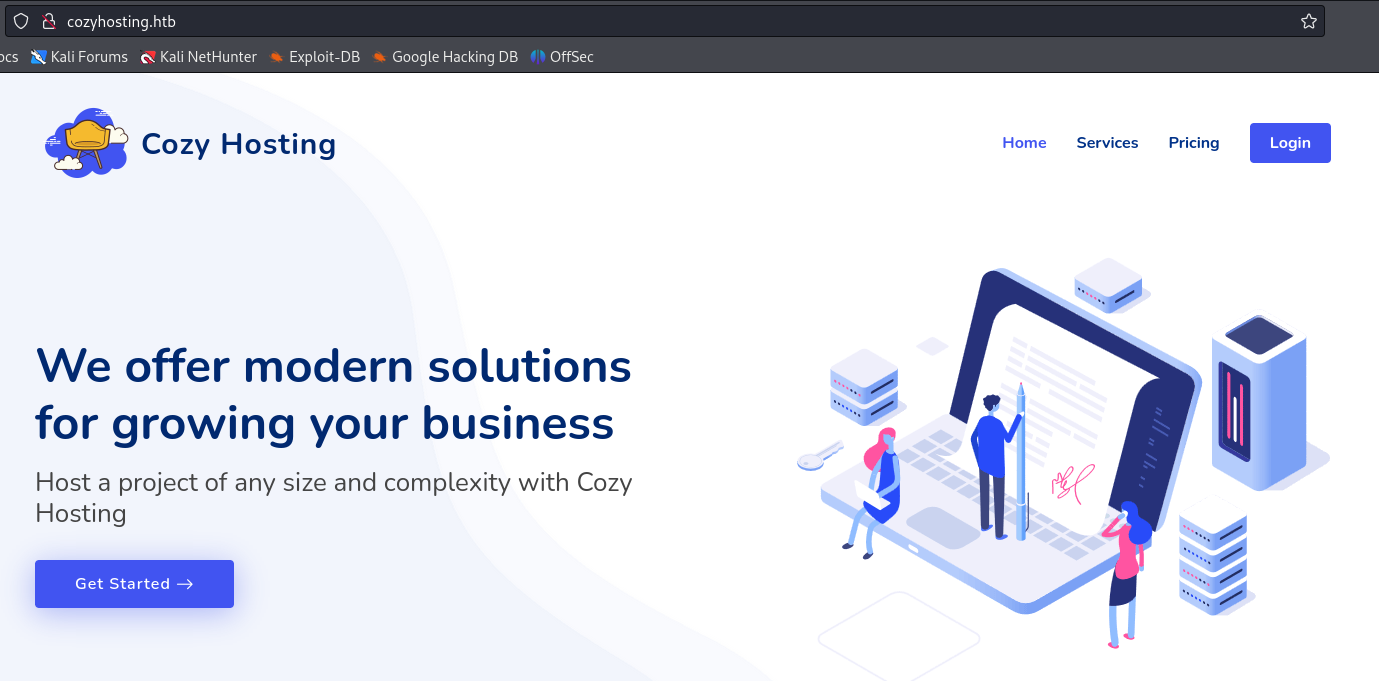 cozyhosting.htb
ocs Kali Forums Kali NetHunter Exploit-DB Google Hacking DB OffSec
Cozy Hosting
Home Services Pricing Login
We offer modern solutions
for growing your business
Host a project of any size and complexity with Cozy
Hosting
Get Started →